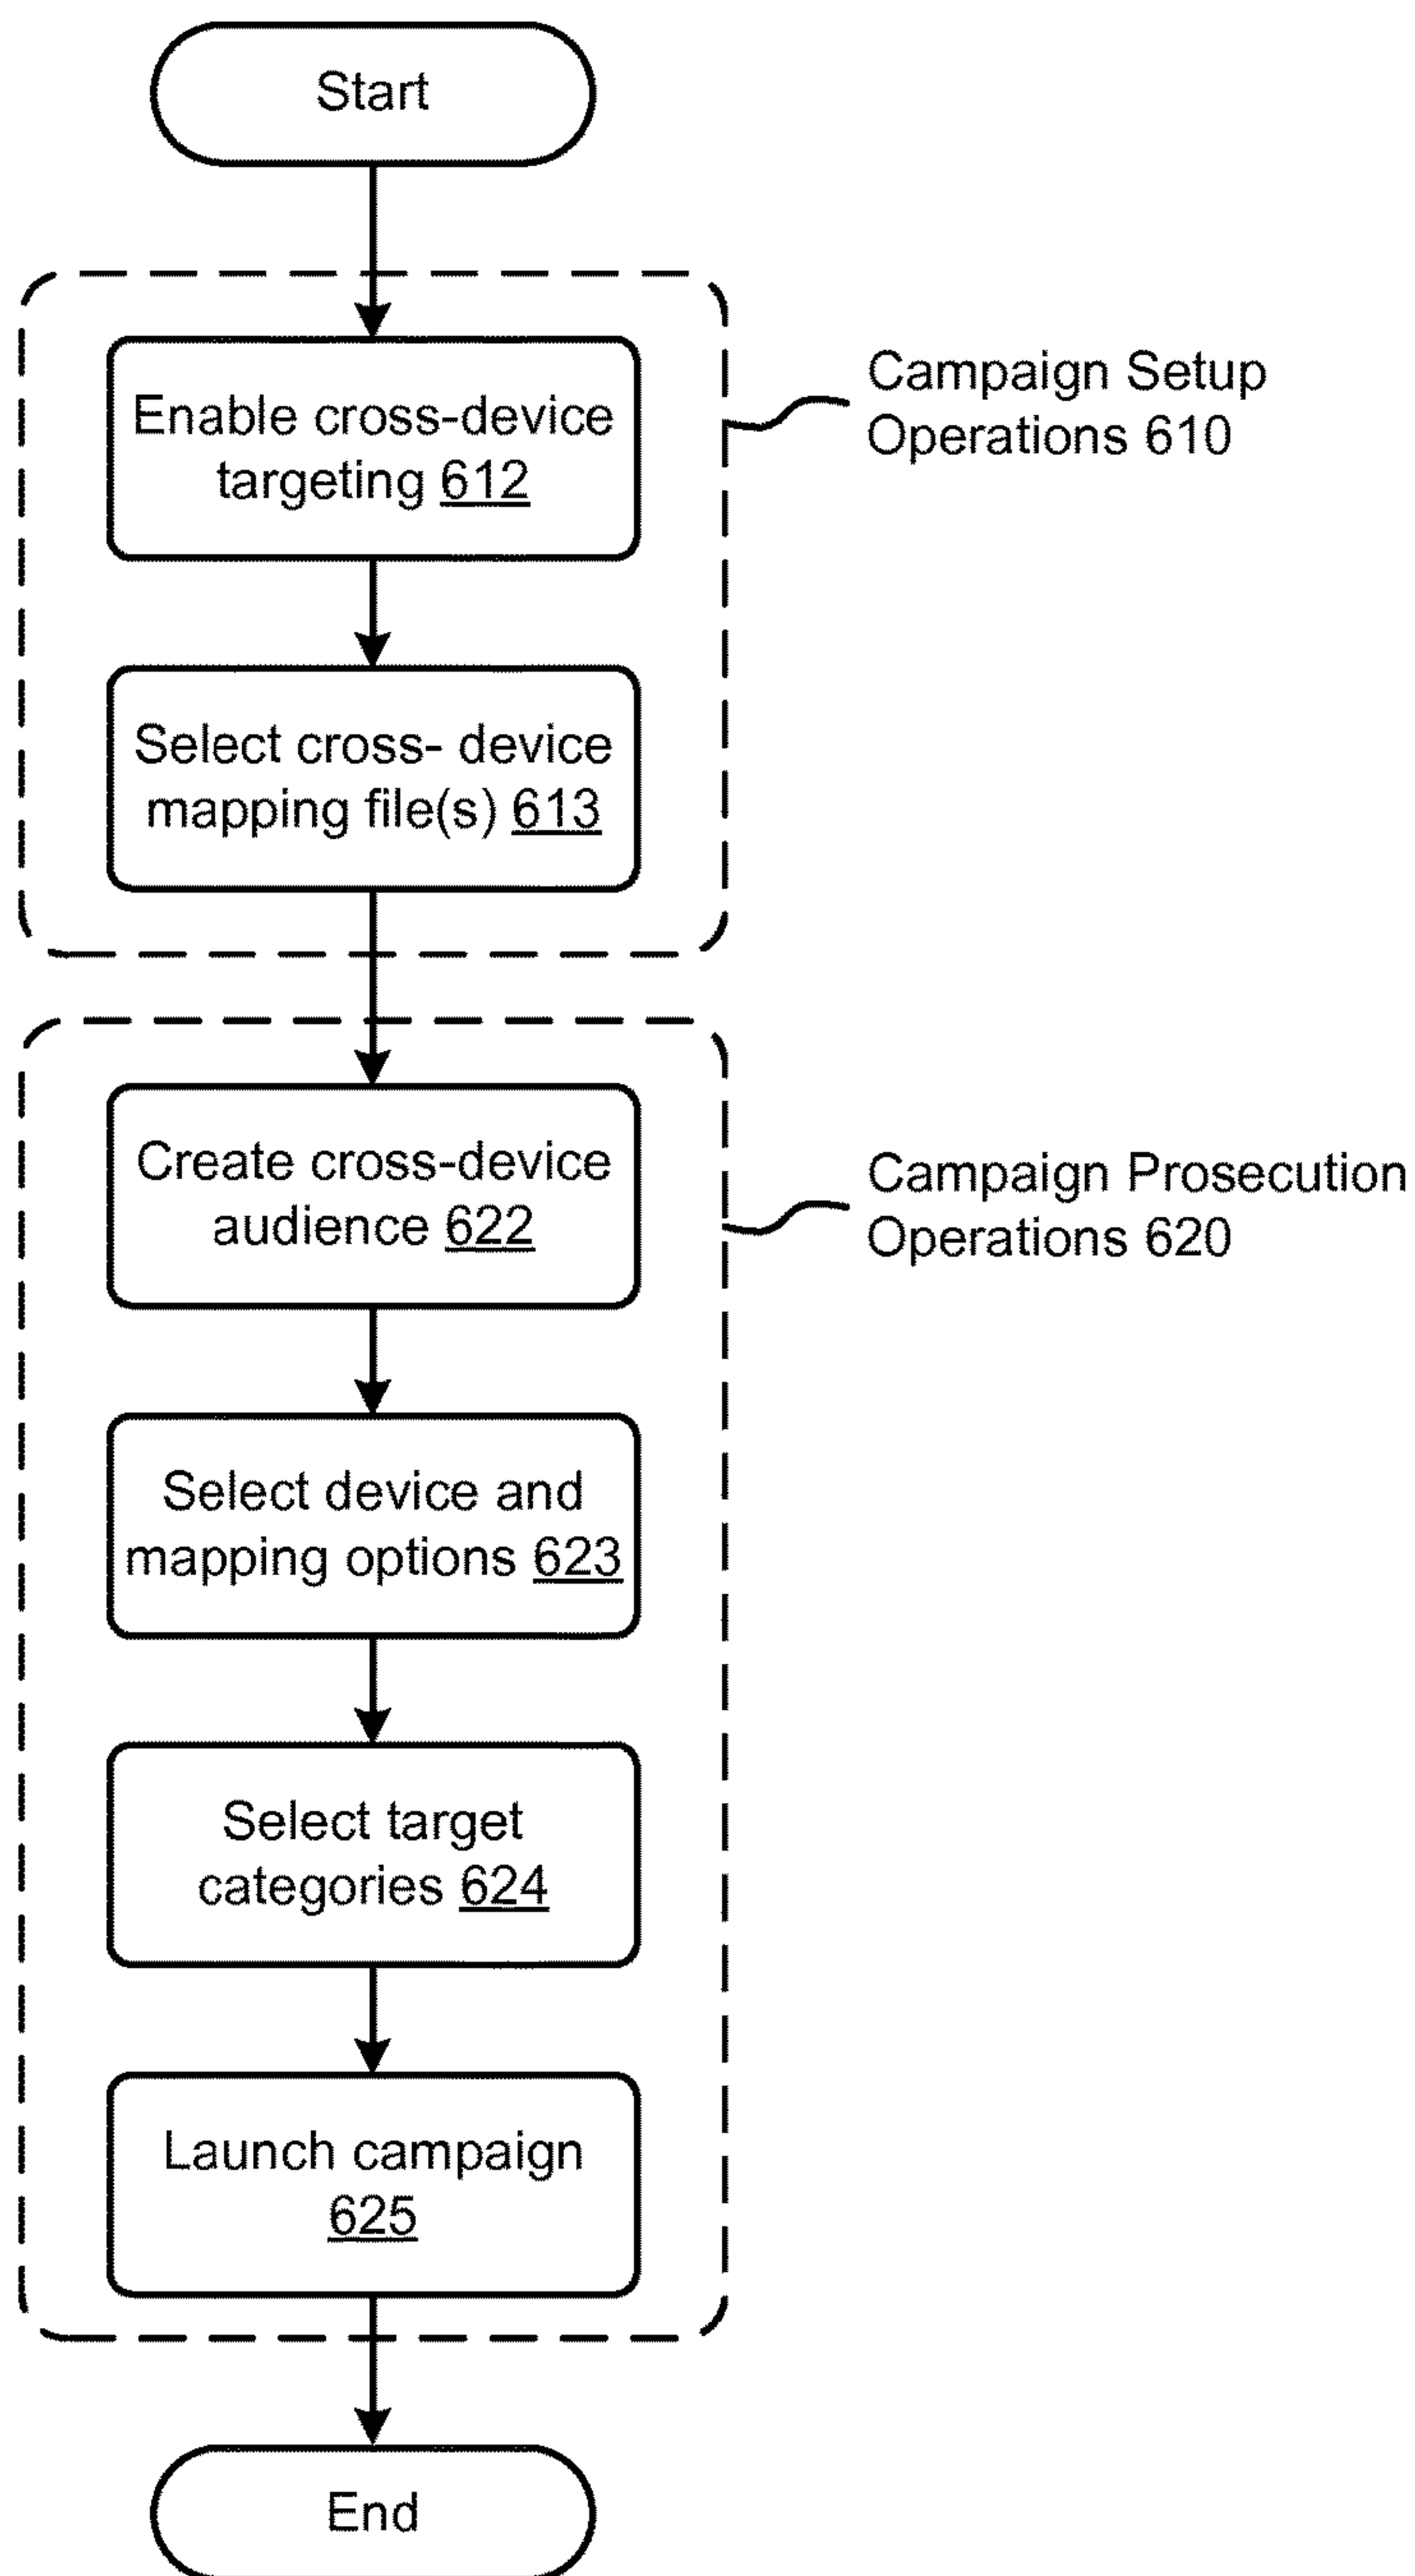 Start
Enable cross-device
targeting 612
Campaign Setup
Operations 610
Select cross- device
mapping file(s) 613
Create cross-device
audience 622
Campaign Prosecution
Operations 620
Select device and
mapping options 623
Select target
categories 624
Launch campaign
625
End